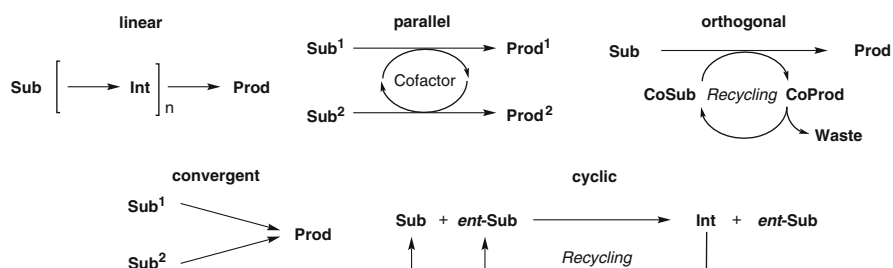 linear
parallel
orthogonal
Sub [ Int ]n Prod
Sub¹ Prod¹
Cofactor
Sub² Prod²
Sub Prod
CoSub Recycling CoProd
Waste
convergent
cyclic
Sub¹
Prod
Sub²
Sub + ent-Sub Int + ent-Sub
Recycling